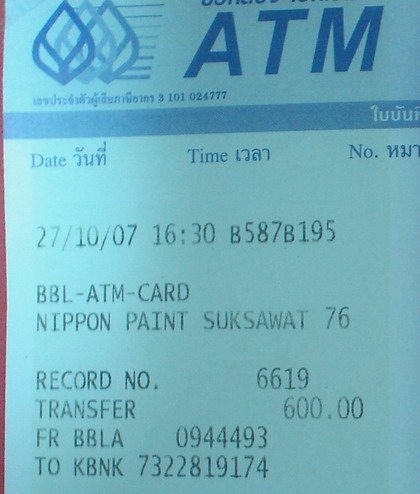 ATM
เลขประจำตัวผู้เสียภาษีอากร 3 101 024777
Date วันที่ Time เวลา No.
27/10/07 16:30 B587B195
BBL-ATM-CARD
NIPPON PAINT SUKSAWAT 76
RECORD NO. 6619
TRANSFER 600.00
FR BBLA 0944493
TO KBNK 7322819174